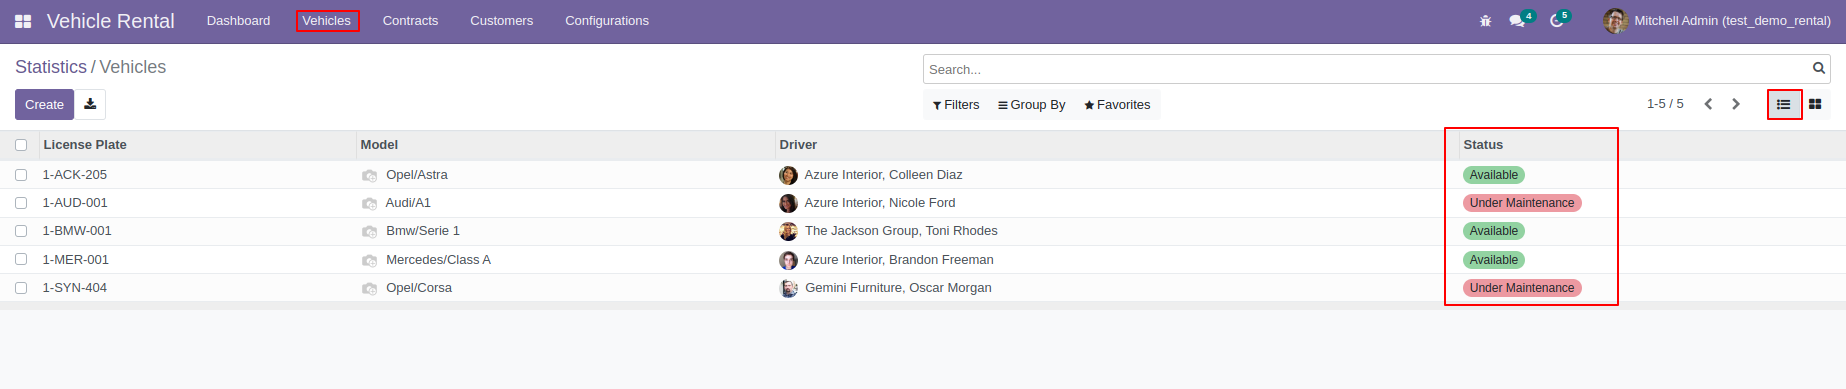 Vehicle Rental Dashboard Vehicles Contracts Customers Configurations 4 5 Mitchell Admin (test_demo_rental)
Statistics / Vehicles
Search...
Create Filters Group By Favorites 1-5 / 5
License Plate Model Driver Status
1-ACK-205 Opel/Astra Azure Interior, Colleen Diaz Available
1-AUD-001 Audi/A1 Azure Interior, Nicole Ford Under Maintenance
1-BMW-001 Bmw/Serie 1 The Jackson Group, Toni Rhodes Available
1-MER-001 Mercedes/Class A Azure Interior, Brandon Freeman Available
1-SYN-404 Opel/Corsa Gemini Furniture, Oscar Morgan Under Maintenance